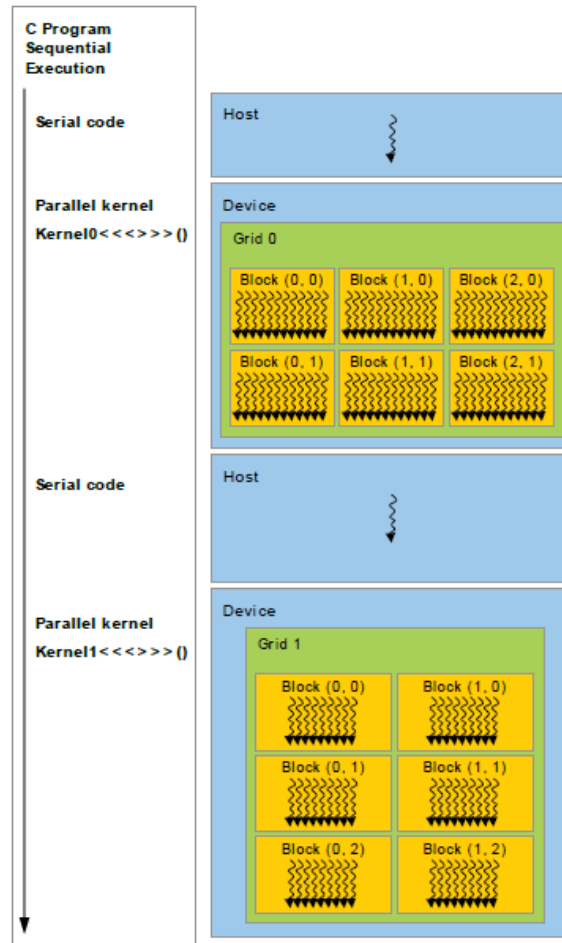 C Program
Sequential
Execution
Serial code
Host
Parallel kernel
Kernel0<<<>>>()
Device
Grid 0
Block (0, 0) Block (1, 0) Block (2, 0)
Block (0, 1) Block (1, 1) Block (2, 1)
Serial code
Host
Parallel kernel
Kernel1<<<>>>()
Device
Grid 1
Block (0, 0) Block (1, 0)
Block (0, 1) Block (1, 1)
Block (0, 2) Block (1, 2)